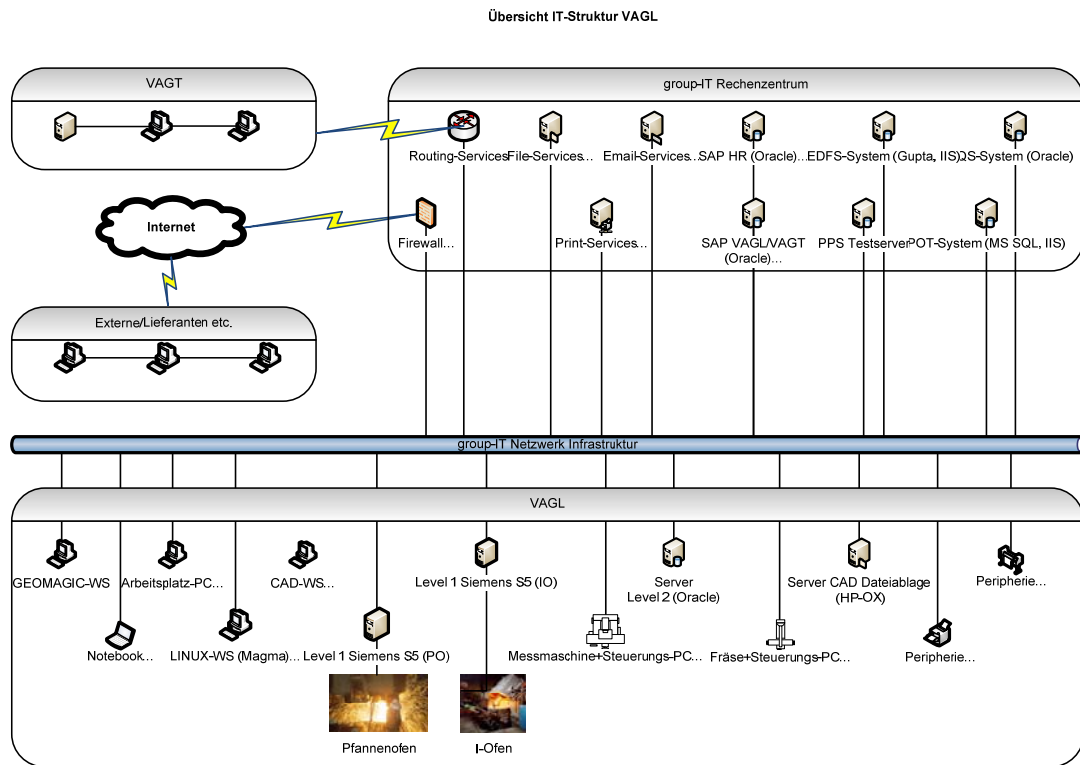 Übersicht IT-Struktur VAGL
VAGT
group-IT Rechenzentrum
Routing-Services
File-Services...
Email-Services...
SAP HR (Oracle)...
EDFS-System (Gupta, IIS)
QS-System (Oracle)
Internet
Firewall...
Print-Services...
SAP VAGL/VAGT
(Oracle)...
PPS Testserver
POT-System (MS SQL, IIS)
Externe/Lieferanten etc.
group-IT Netzwerk Infrastruktur
VAGL
GEOMAGIC-WS
Arbeitsplatz-PC...
CAD-WS...
Level 1 Siemens S5 (IO)
Server
Level 2 (Oracle)
Server CAD Dateiablage
(HP-OX)
Peripherie...
Notebook...
LINUX-WS (Magma)...
Level 1 Siemens S5 (PO)
Messmaschine+Steuerungs-PC...
Fräse+Steuerungs-PC...
Peripherie...
Pfannenofen
I-Ofen